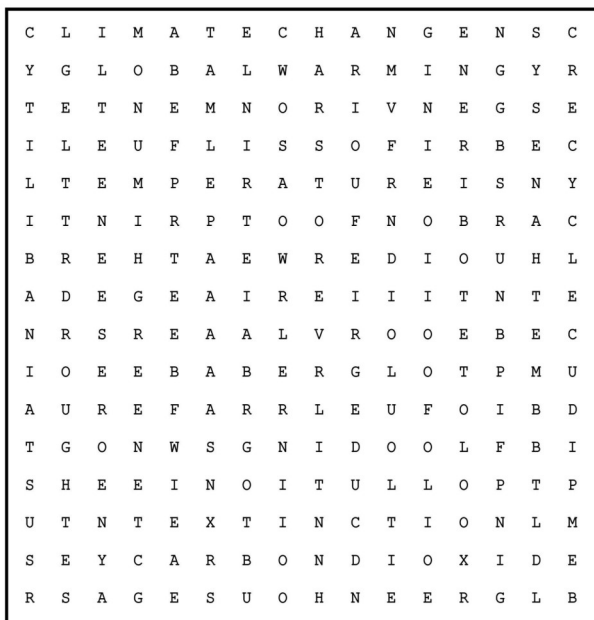 C L I M A T E C H A N G E N S C
Y G L O B A L W A R M I N G Y R
T E T N E M N O R I V N E G S E
I L E U F L I S S O F I R B E C
L T E M P E R A T U R E I S N Y
I T N I R P T O O F N O B R A C
B R E H T A E W R E D I O U H L
A D E G E A I R E I I I T N T E
N R S R E A A L V R O O E B E C
I O E E B A B E R G L O T P M U
A U R E F A R R L E U F O I B D
T G O N W S G N I D O O L F B I
S H E E I N O I T U L L O P T P
U T N T E X T I N C T I O N L M
S E Y C A R B O N D I O X I D E
R S A G E S U O H N E E R G L B